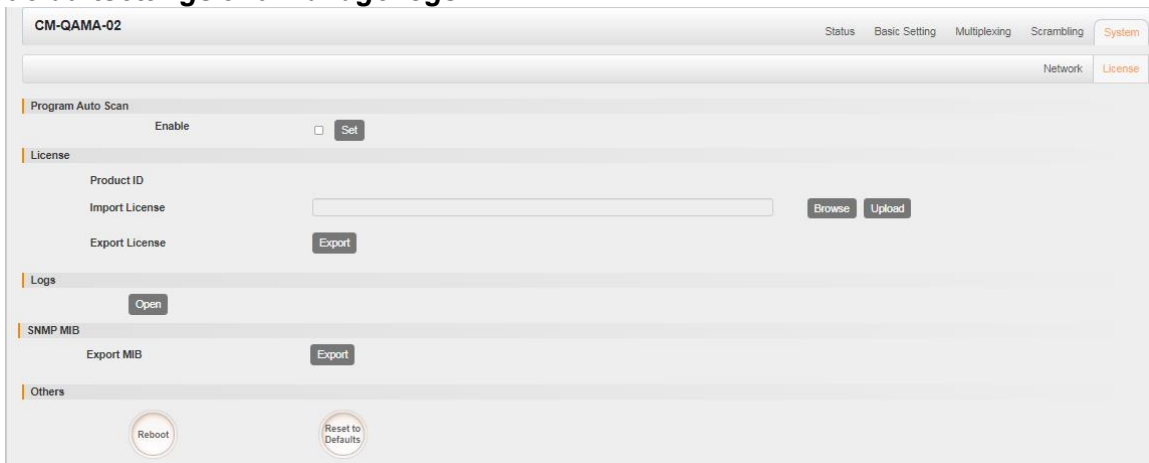 CM-QAMA-02
Status Basic Setting Multiplexing Scrambling System
Network License
Program Auto Scan
Enable Set
License
Product ID
Import License Browse Upload
Export License Export
Logs
Open
SNMP MIB
Export MIB Export
Others
Reboot Reset to
Defaults